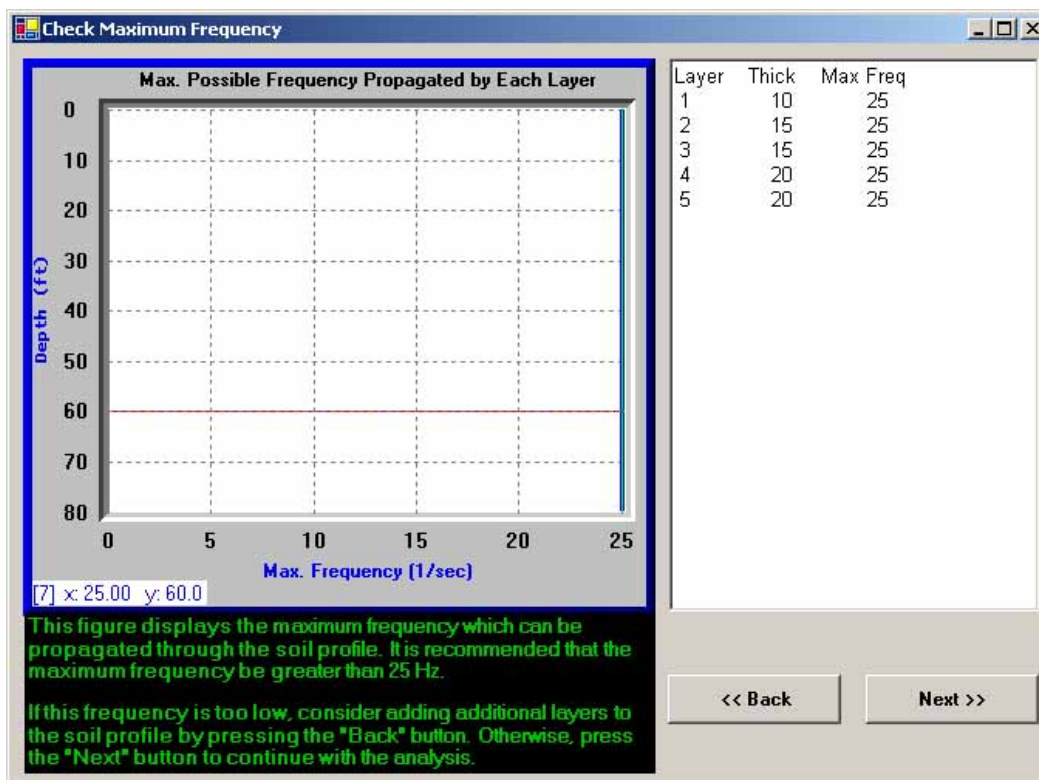 Check Maximum Frequency
Max. Possible Frequency Propagated by Each Layer
0
10
20
30
40
50
60
70
80
Depth (ft)
0 5 10 15 20 25
Max. Frequency (1/sec)
[7] x: 25.00 y: 60.0
This figure displays the maximum frequency which can be
propagated through the soil profile. It is recommended that the
maximum frequency be greater than 25 Hz.
If this frequency is too low, consider adding additional layers to
the soil profile by pressing the "Back" button. Otherwise, press
the "Next" button to continue with the analysis.
Layer Thick Max Freq
1 10 25
2 15 25
3 15 25
4 20 25
5 20 25
<< Back
Next >>